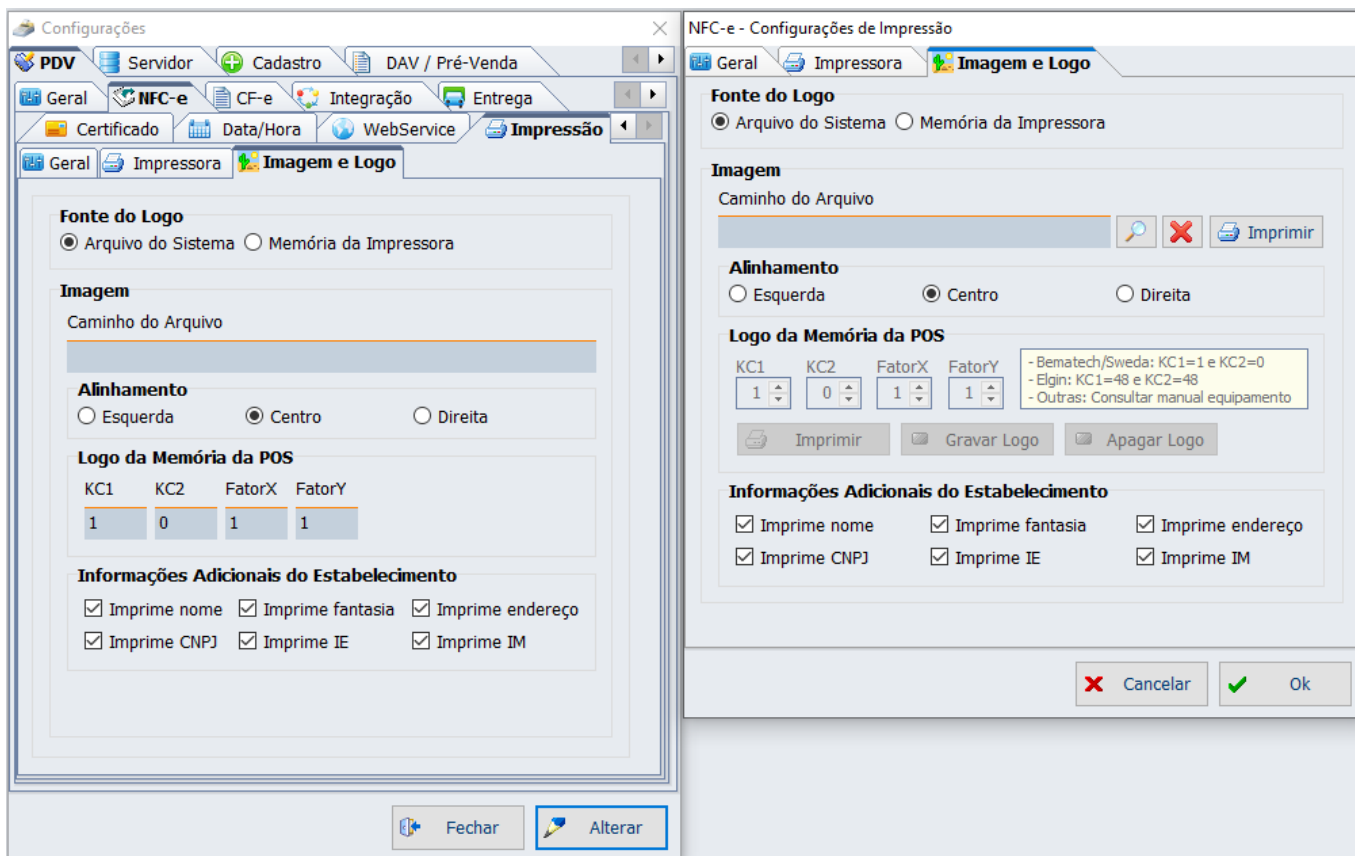 Configurações
PDV Servidor Cadastro DAV / Pré-Venda
Geral NFC-e CF-e Integração Entrega
Certificado Data/Hora WebService Impressão
Geral Impressora Imagem e Logo
Fonte do Logo
Arquivo do Sistema Memória da Impressora
Imagem
Caminho do Arquivo
Alinhamento
Esquerda Centro Direita
Logo da Memória da POS
KC1 KC2 FatorX FatorY
1 0 1 1
Informações Adicionais do Estabelecimento
Imprime nome Imprime fantasia Imprime endereço
Imprime CNPJ Imprime IE Imprime IM
Fechar Alterar
NFC-e - Configurações de Impressão
Geral Impressora Imagem e Logo
Fonte do Logo
Arquivo do Sistema Memória da Impressora
Imagem
Caminho do Arquivo
Imprimir
Alinhamento
Esquerda Centro Direita
Logo da Memória da POS
KC1 KC2 FatorX FatorY
1 0 1 1
- Bematech/Sweda: KC1=1 e KC2=0
- Elgin: KC1=48 e KC2=48
- Outras: Consultar manual equipamento
Imprimir Gravar Logo Apagar Logo
Informações Adicionais do Estabelecimento
Imprime nome Imprime fantasia Imprime endereço
Imprime CNPJ Imprime IE Imprime IM
Cancelar Ok